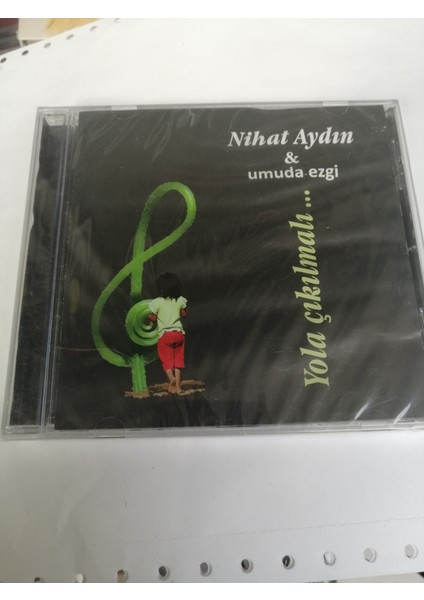 Nihat Aydın
&
umuda ezgi
Yola çıkılmalı...